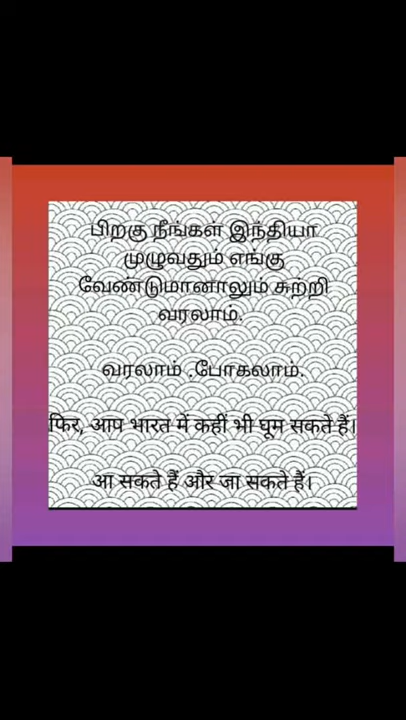 பிறகு நீங்கள் இந்தியா
முழுவதும் எங்கு
வேண்டுமானாலும் சுற்றி
வரலாம்.
வரலாம் .போகலாம்.
फिर, आप भारत में कहीं भी घूम सकते हैं।
आ सकते हैं और जा सकते हैं।